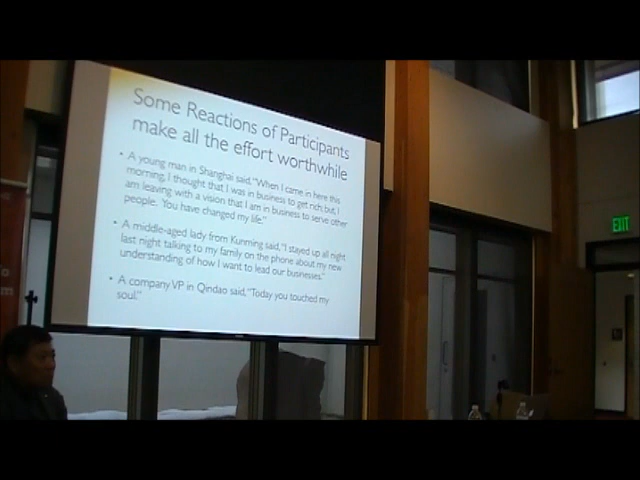 Some Reactions of Participants
make all the effort worthwhile
• A young man in Shanghai said, "When I came in here this
morning, I thought that I was in business to get rich; but, I
am leaving with a vision that I am in business to serve other
people. You have changed my life."
• A middle-aged lady from Kunming said, "I stayed up all night
last night talking to my family on the phone about my new
understanding of how I want to lead our businesses."
• A company VP in Qindao said, "Today you touched my
soul."
EXIT